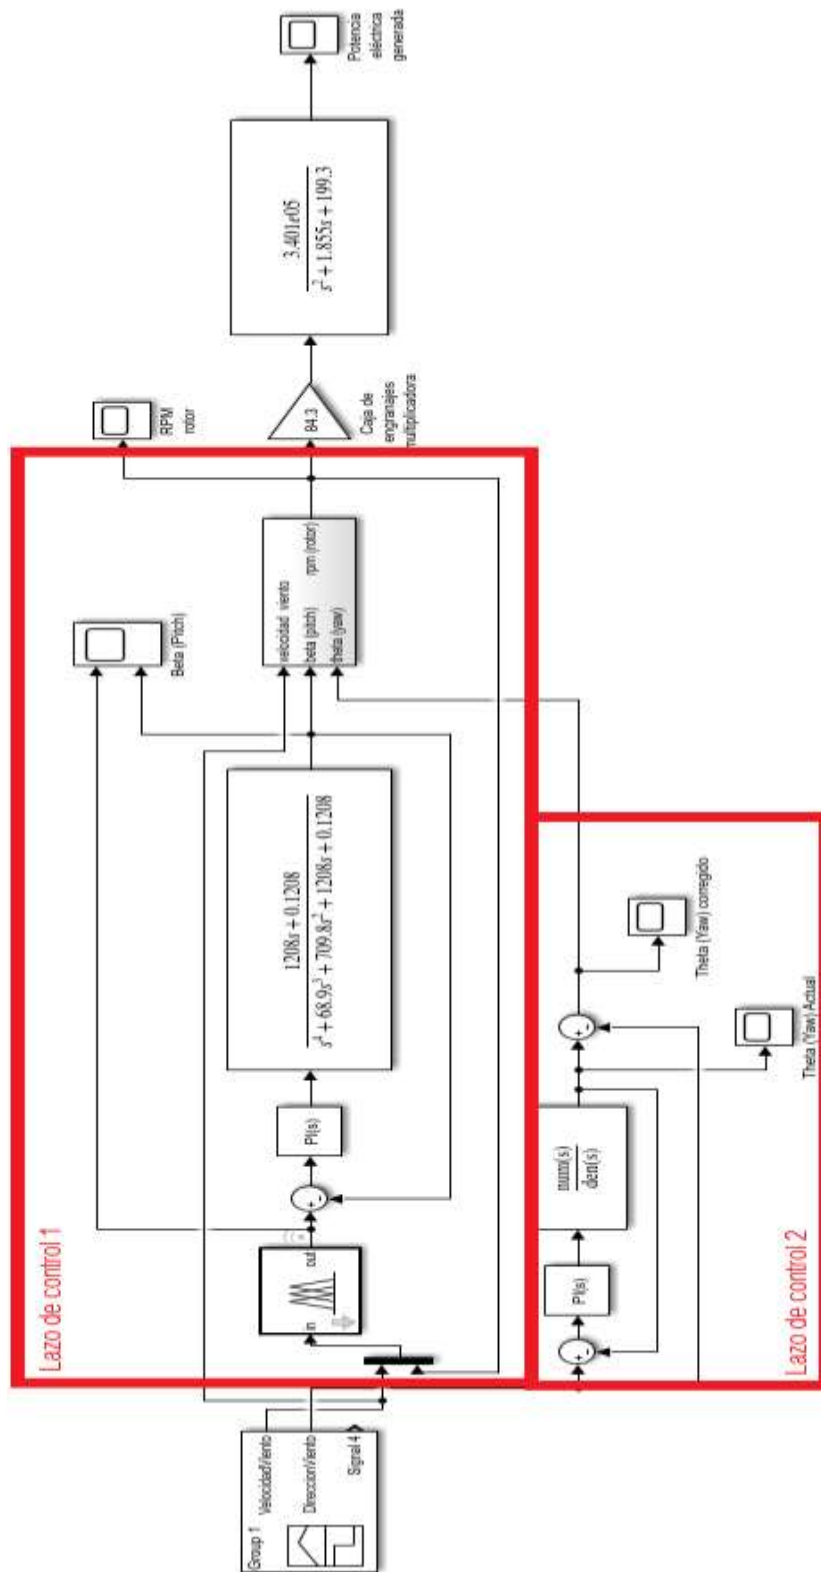 Group 1
VelocidadViento
DireccionViento
Signal 4
Lazo de control 1
in
out
+
-
PI(s)
1208s + 0.1208
s⁴ + 68.9s³ + 709.8s² + 1208s + 0.1208
Beta (Pitch)
velocidad viento
beta (pitch)
theta (yaw)
rpm (rotor)
RPM
rotor
84.3
Caja de
engranajes
multiplicadora
3.401e05
s² + 1.855s + 199.3
Potencia
eléctrica
generada
Lazo de control 2
+
-
PI(s)
num(s)
den(s)
+
-
Theta (Yaw) corregido
Theta (Yaw) Actual